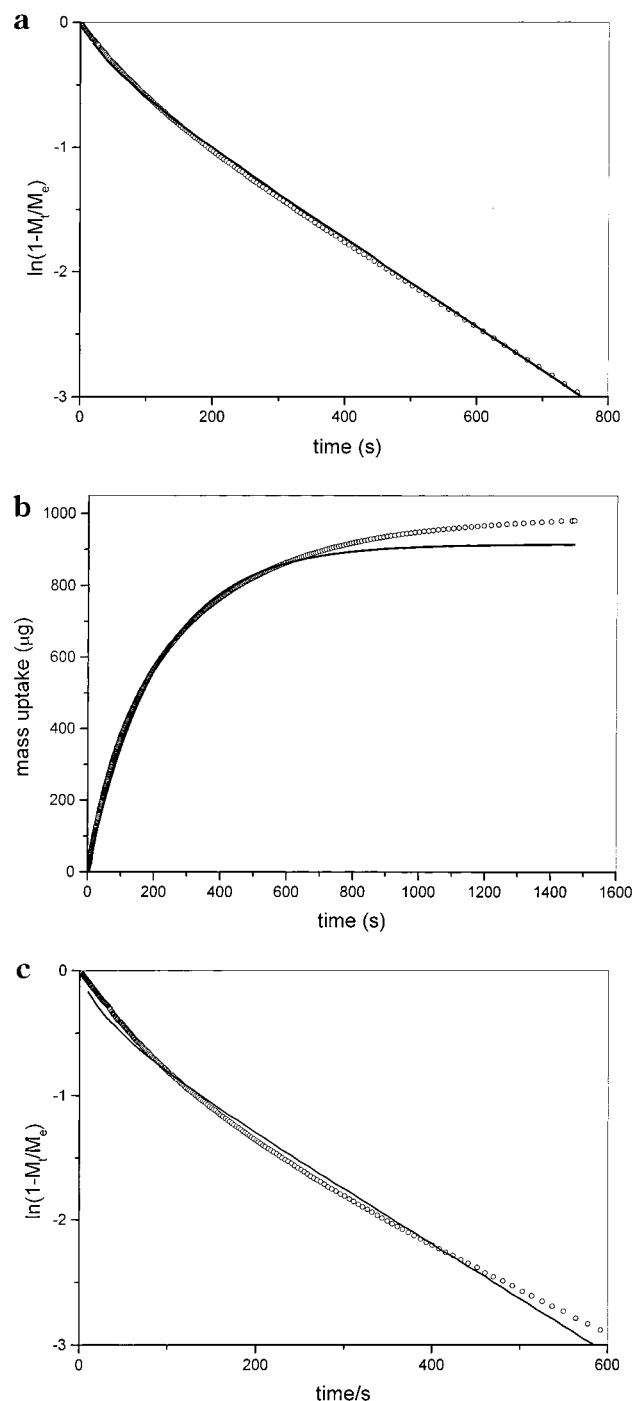 a
0
-1
-2
-3
ln(1-Mₜ/Mₑ)
0 200 400 600 800
time (s)
b
1000
800
600
400
200
0
mass uptake (μg)
0 200 400 600 800 1000 1200 1400 1600
time (s)
c
0
-1
-2
-3
ln(1-Mₜ/Mₑ)
0 200 400 600
time/s